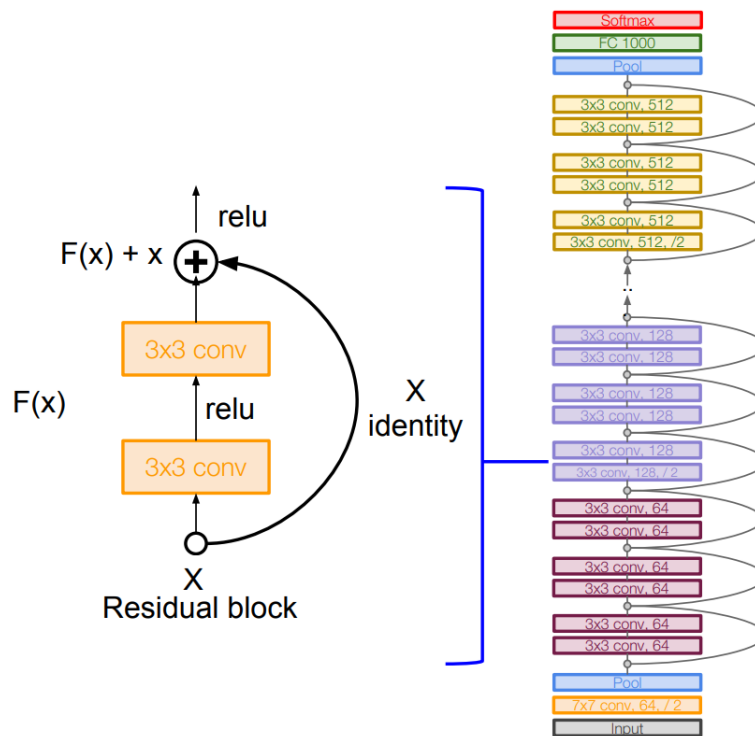 relu
F(x) + x
3x3 conv
F(x)
relu
X
identity
3x3 conv
X
Residual block
Softmax
FC 1000
Pool
3x3 conv, 512
3x3 conv, 512
3x3 conv, 512
3x3 conv, 512
3x3 conv, 512
3x3 conv, 512, /2
..
3x3 conv, 128
3x3 conv, 128
3x3 conv, 128
3x3 conv, 128
3x3 conv, 128
3x3 conv, 128, / 2
3x3 conv, 64
3x3 conv, 64
3x3 conv, 64
3x3 conv, 64
3x3 conv, 64
3x3 conv, 64
Pool
7x7 conv, 64, / 2
Input